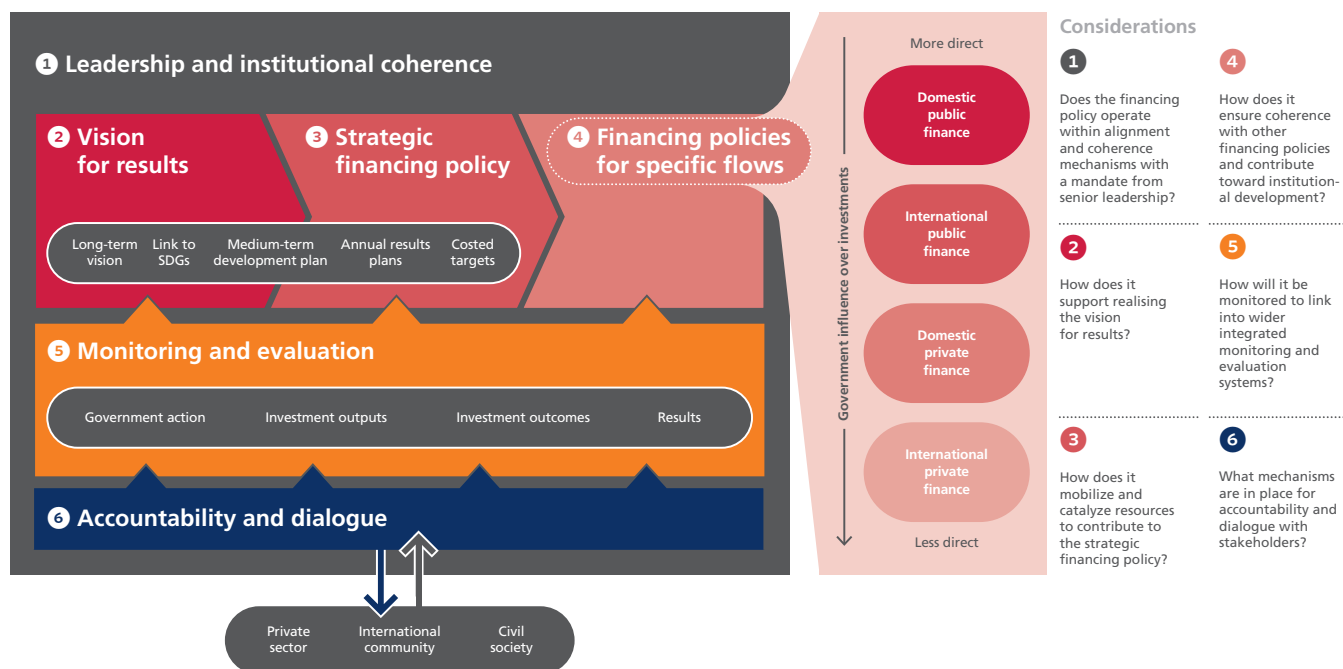 1 Leadership and institutional coherence
2 Vision
for results
3 Strategic
financing policy
4 Financing policies
for specific flows
Long-term
vision
Link to
SDGs
Medium-term
development plan
Annual results
plans
Costed
targets
5 Monitoring and evaluation
Government action
Investment outputs
Investment outcomes
Results
6 Accountability and dialogue
Private
sector
International
community
Civil
society
Government influence over investments
More direct
Domestic
public
finance
International
public
finance
Domestic
private
finance
International
private
finance
Less direct
Considerations
1
Does the financing
policy operate
within alignment
and coherence
mechanisms with
a mandate from
senior leadership?
2
How does it
support realising
the vision
for results?
3
How does it
mobilize and
catalyze resources
to contribute to
the strategic
financing policy?
4
How does it
ensure coherence
with other
financing policies
and contribute
toward institution-
al development?
5
How will it be
monitored to link
into wider
integrated
monitoring and
evaluation
systems?
6
What mechanisms
are in place for
accountability and
dialogue with
stakeholders?